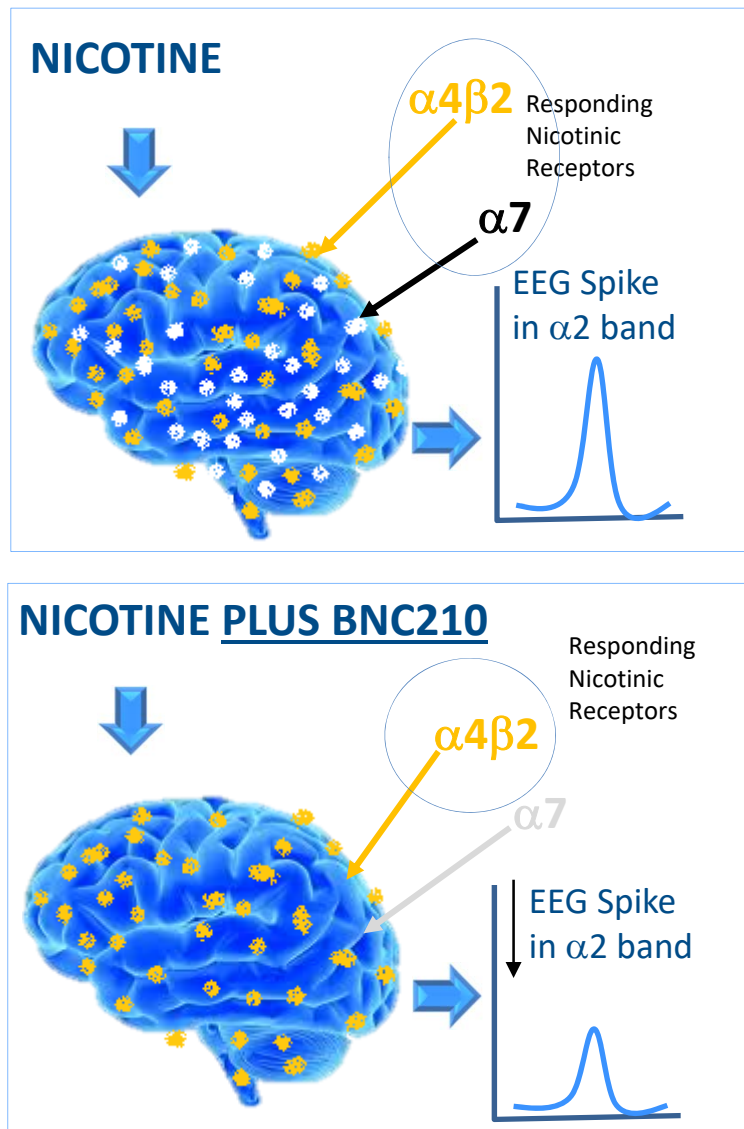 NICOTINE
α4β2
Responding
Nicotinic
Receptors
α7
EEG Spike
in α2 band
NICOTINE PLUS BNC210
Responding
Nicotinic
Receptors
α4β2
α7
EEG Spike
in α2 band